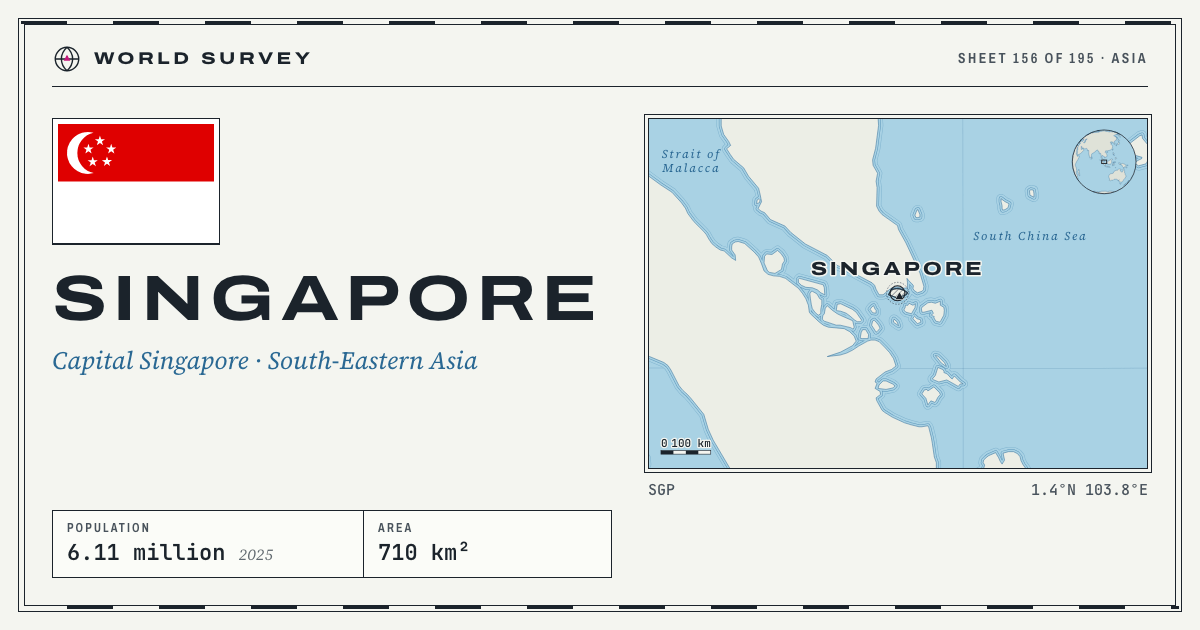 WORLD SURVEY
SHEET 156 OF 195 · ASIA
SINGAPORE
Capital Singapore · South-Eastern Asia
POPULATION
6.11 million 2025
AREA
710 km²
Strait of
Malacca
South China Sea
SINGAPORE
0 100 km
SGP
1.4°N 103.8°E